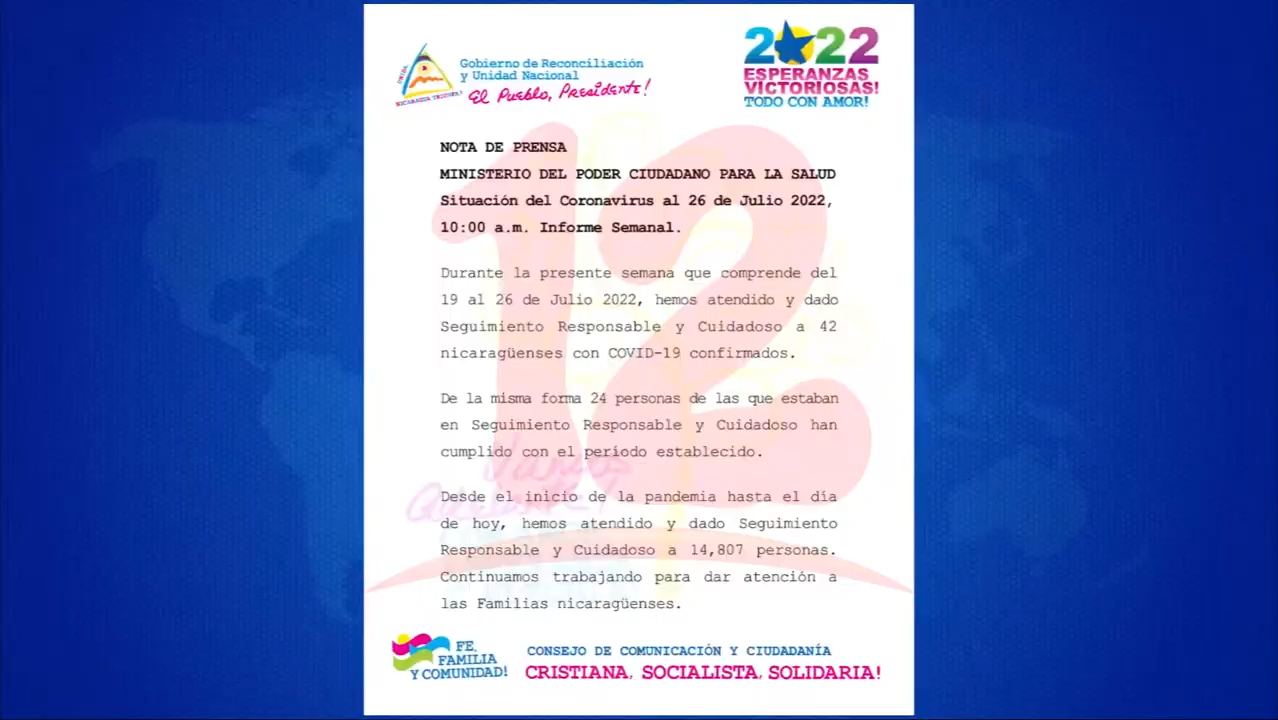 UNIDA
NICARAGUA TRIUNFA!
Gobierno de Reconciliación
y Unidad Nacional
El Pueblo, Presidente!
2022
ESPERANZAS
VICTORIOSAS!
TODO CON AMOR!
12
NOTA DE PRENSA
MINISTERIO DEL PODER CIUDADANO PARA LA SALUD
Situación del Coronavirus al 26 de Julio 2022,
10:00 a.m. Informe Semanal.
Durante la presente semana que comprende del
19 al 26 de Julio 2022, hemos atendido y dado
Seguimiento Responsable y Cuidadoso a 42
nicaragüenses con COVID-19 confirmados.
De la misma forma 24 personas de las que estaban
en Seguimiento Responsable y Cuidadoso han
cumplido con el período establecido.
Desde el inicio de la pandemia hasta el día
de hoy, hemos atendido y dado Seguimiento
Responsable y Cuidadoso a 14,807 personas.
Continuamos trabajando para dar atención a
las Familias nicaragüenses.
FE,
FAMILIA
Y COMUNIDAD!
CONSEJO DE COMUNICACIÓN Y CIUDADANÍA
CRISTIANA, SOCIALISTA, SOLIDARIA!